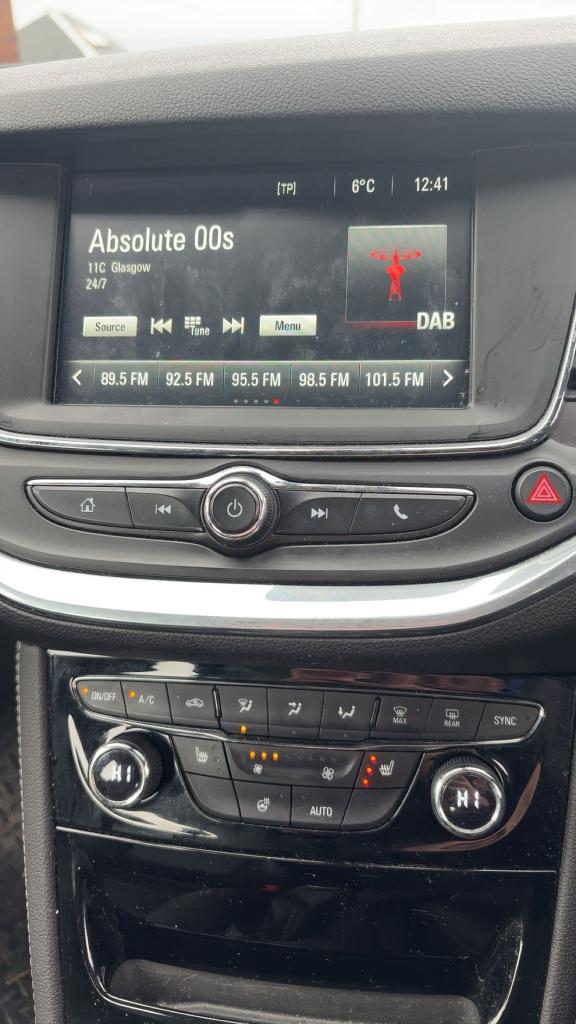 [TP] 6°C 12:41
Absolute 00s
11C Glasgow
24/7
Source Tune Menu
DAB
89.5 FM 92.5 FM 95.5 FM 98.5 FM 101.5 FM
ON/OFF A/C MAX REAR SYNC
HI HI
AUTO